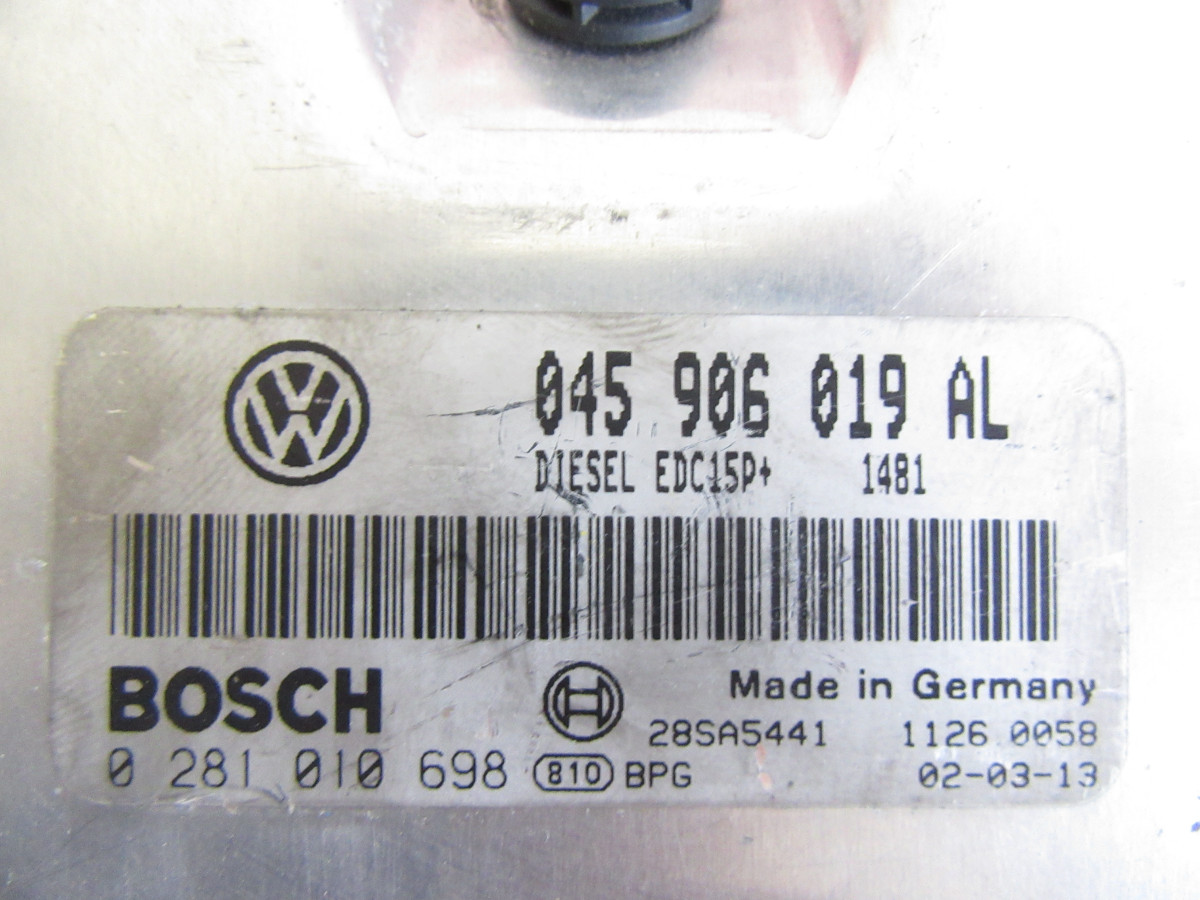 045 906 019 AL
DIESEL EDC15P+ 1481
BOSCH
Made in Germany
28SA5441 1126 0058
0 281 010 698 810 BPG 02-03-13